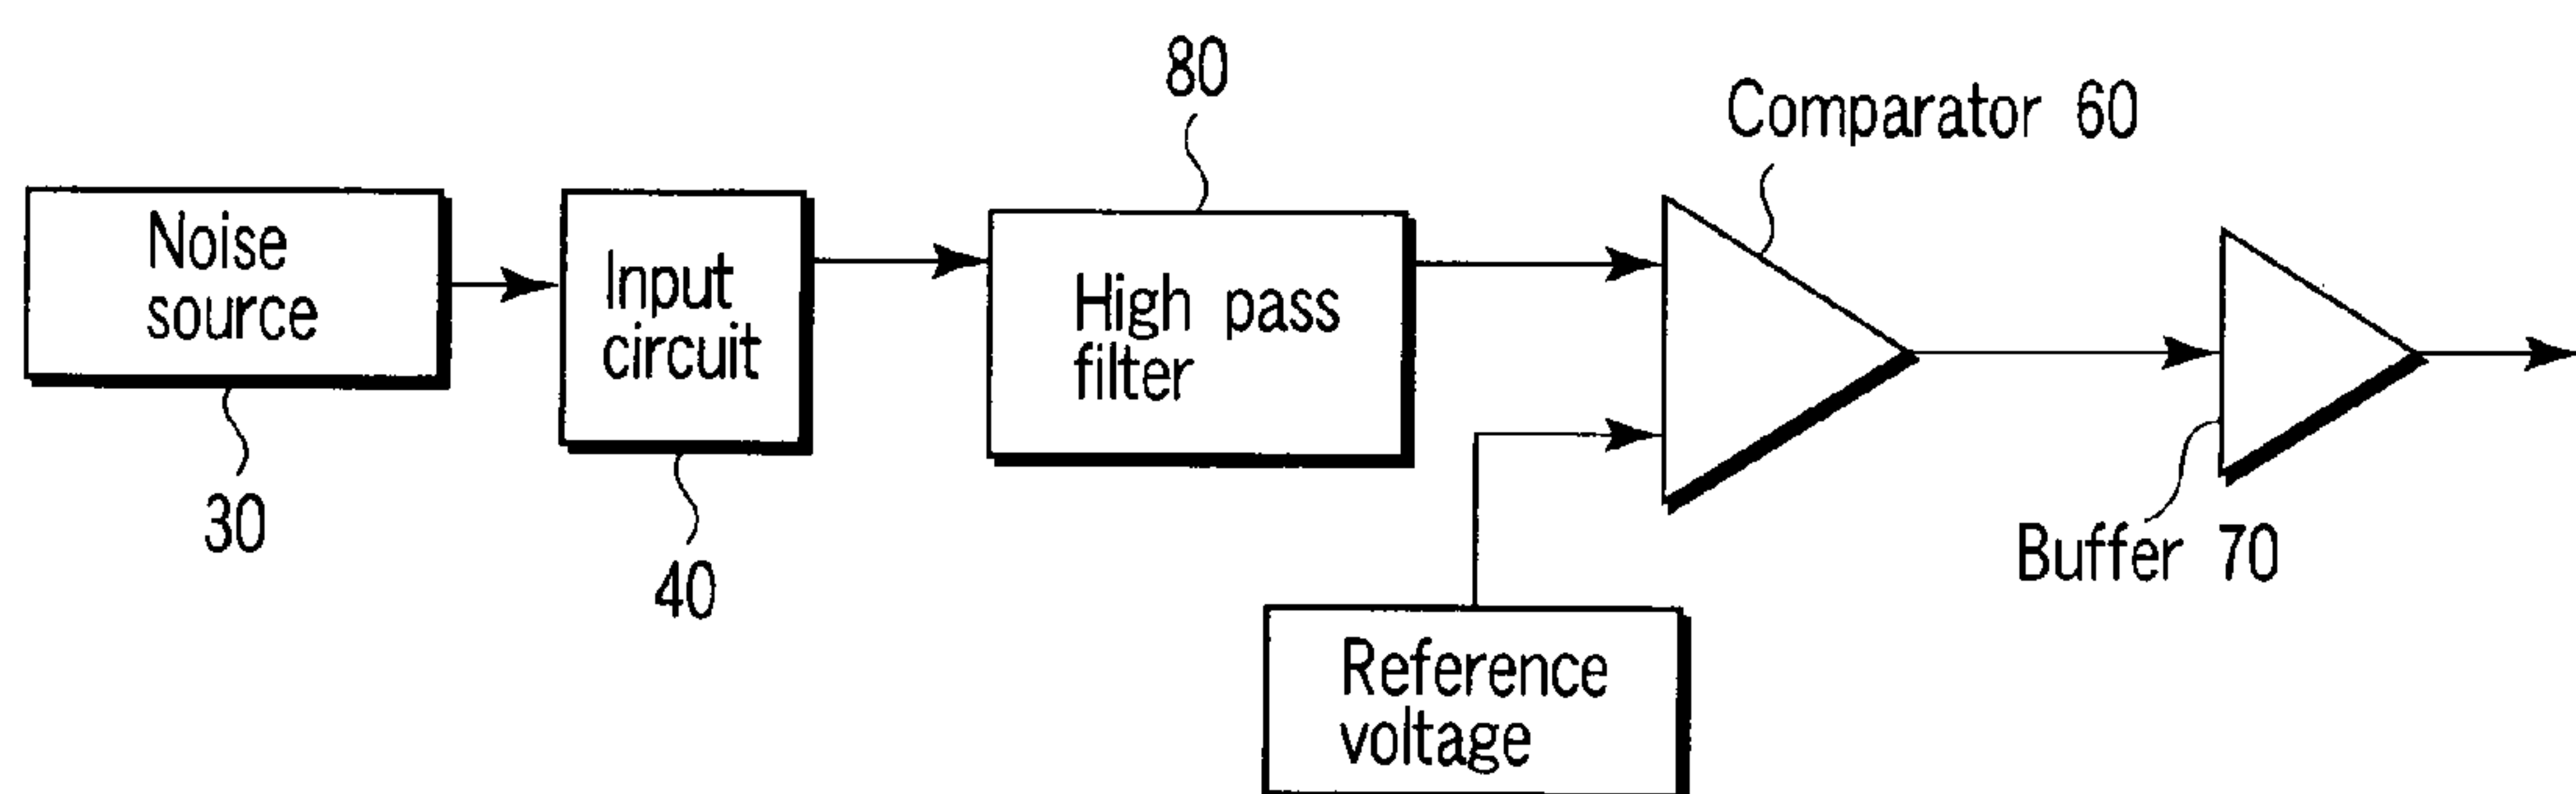 80
Comparator 60
Noise
source
Input
circuit
High pass
filter
30
40
Buffer 70
Reference
voltage